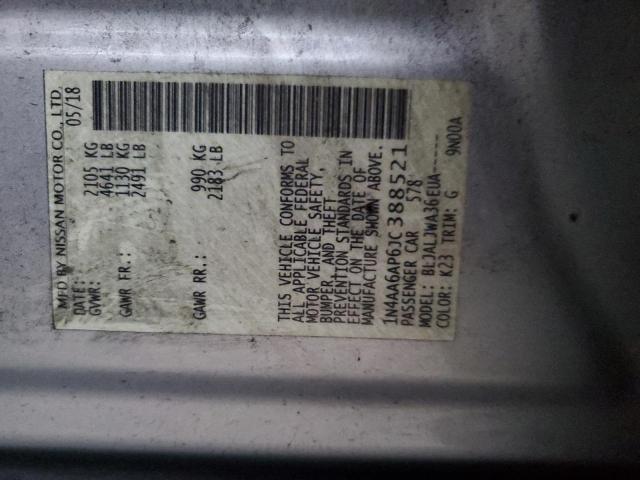 MFD BY NISSAN MOTOR CO., LTD.
DATE: 05/18
GVWR: 2105 KG
4641 LB
GAWR FR.: 1130 KG
2491 LB
GAWR RR.: 990 KG
2183 LB
THIS VEHICLE CONFORMS TO
ALL APPLICABLE FEDERAL
MOTOR VEHICLE SAFETY,
BUMPER, AND THEFT
PREVENTION STANDARDS IN
EFFECT ON THE DATE OF
MANUFACTURE SHOWN ABOVE.
1N4AA6AP6JC388521
PASSENGER CAR 578
MODEL: BLJALJWA36EUA-----
COLOR: K23 TRIM: G 9N00A